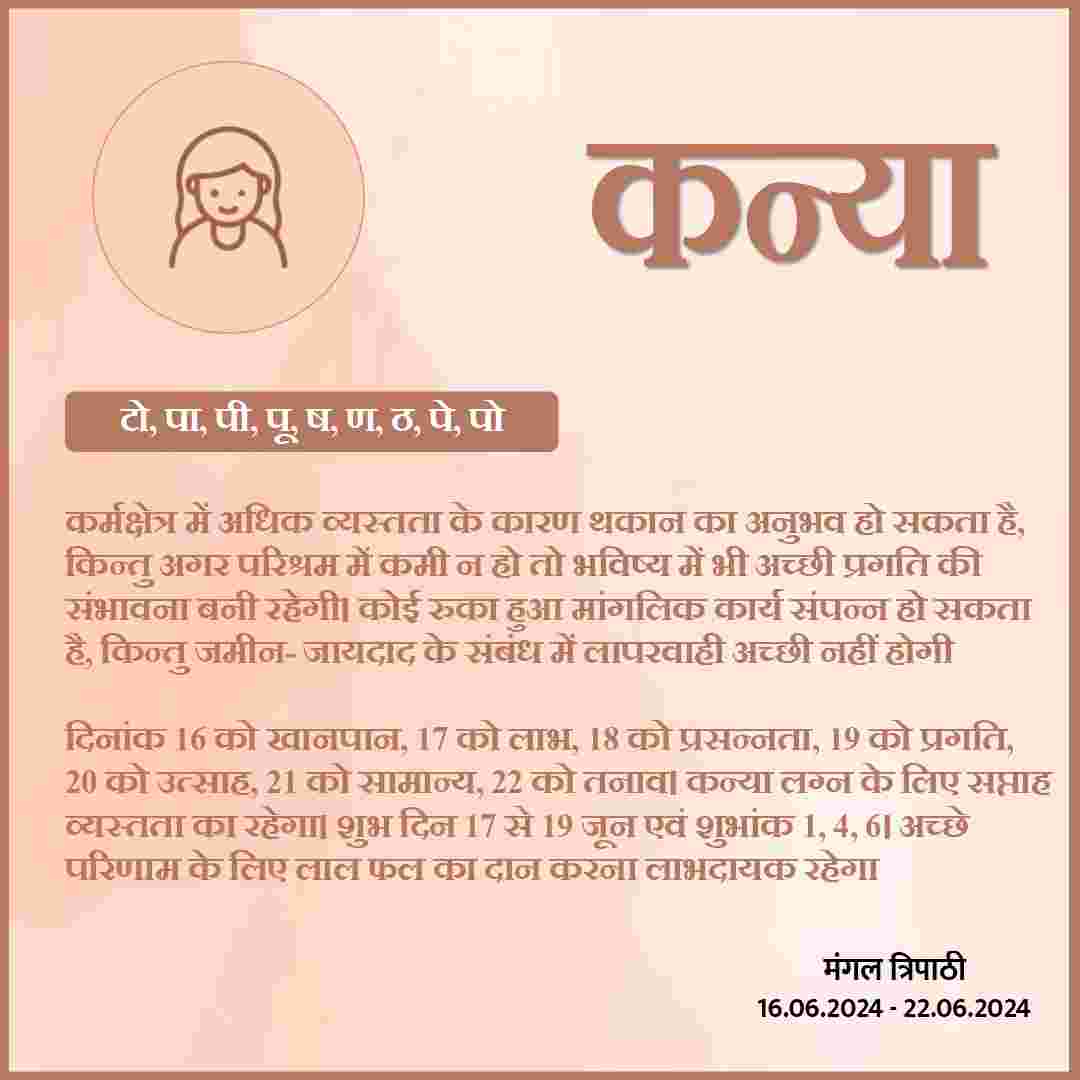 कन्या
टो, पा, पी, पू, ष, ण, ठ, पे, पो
कर्मक्षेत्र में अधिक व्यस्तता के कारण थकान का अनुभव हो सकता है,
किन्तु अगर परिश्रम में कमी न हो तो भविष्य में भी अच्छी प्रगति की
संभावना बनी रहेगी। कोई रुका हुआ मांगलिक कार्य संपन्न हो सकता
है, किन्तु जमीन- जायदाद के संबंध में लापरवाही अच्छी नहीं होगी
दिनांक 16 को खानपान, 17 को लाभ, 18 को प्रसन्नता, 19 को प्रगति,
20 को उत्साह, 21 को सामान्य, 22 को तनाव। कन्या लग्न के लिए सप्ताह
व्यस्तता का रहेगा। शुभ दिन 17 से 19 जून एवं शुभांक 1, 4, 6। अच्छे
परिणाम के लिए लाल फल का दान करना लाभदायक रहेगा
मंगल त्रिपाठी
16.06.2024 - 22.06.2024